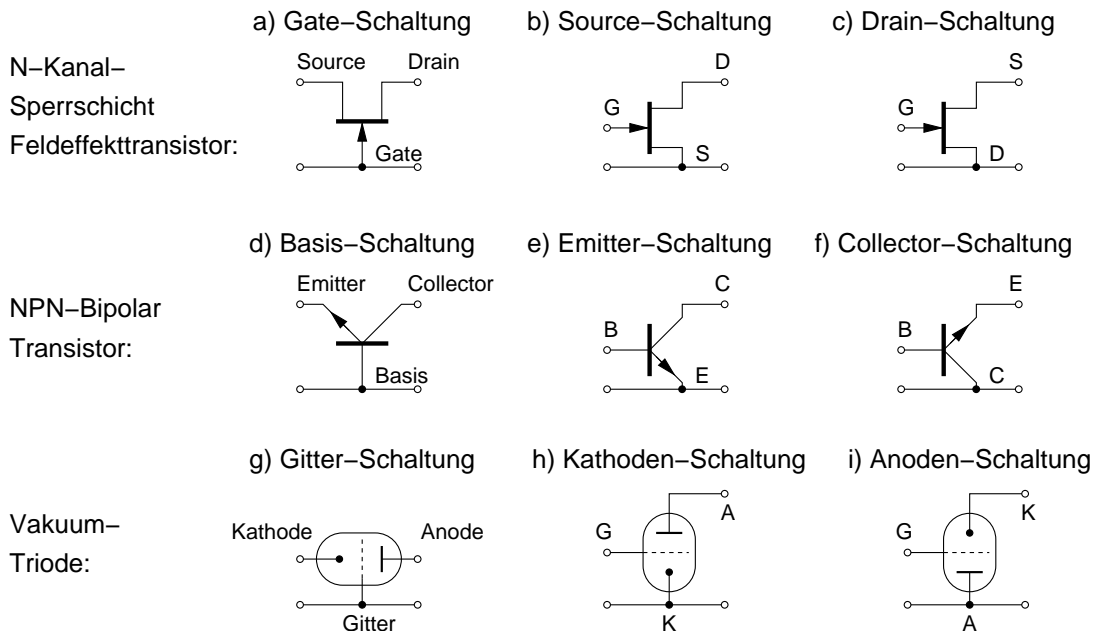 a) Gate−Schaltung
b) Source−Schaltung
c) Drain−Schaltung
N−Kanal−
Sperrschicht
Feldeffekttransistor:
Source
Drain
Gate
D
G
S
S
G
D
d) Basis−Schaltung
e) Emitter−Schaltung
f) Collector−Schaltung
NPN−Bipolar
Transistor:
Emitter
Collector
Basis
C
B
E
E
B
C
g) Gitter−Schaltung
h) Kathoden−Schaltung
i) Anoden−Schaltung
Vakuum−
Triode:
Kathode
Anode
Gitter
A
G
K
K
G
A